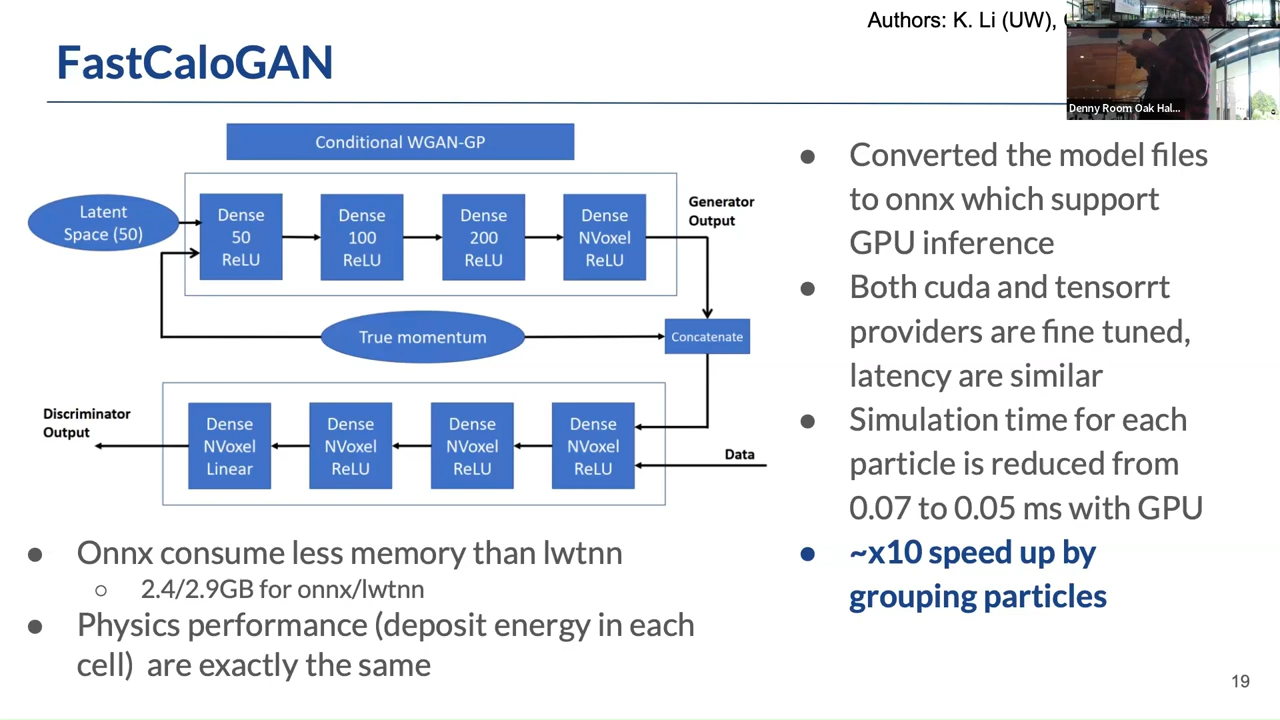 Authors: K. Li (UW),
FastCaloGAN
Denny Room Oak Hal...
Conditional WGAN-GP
Latent
Space (50)
Dense
50
ReLU
Dense
100
ReLU
Dense
200
ReLU
Dense
NVoxel
ReLU
Generator
Output
True momentum
Concatenate
Discriminator
Output
Dense
NVoxel
Linear
Dense
NVoxel
ReLU
Dense
NVoxel
ReLU
Dense
NVoxel
ReLU
Data
● Onnx consume less memory than lwtnn
○ 2.4/2.9GB for onnx/lwtnn
● Physics performance (deposit energy in each
cell) are exactly the same
● Converted the model files
to onnx which support
GPU inference
● Both cuda and tensorrt
providers are fine tuned,
latency are similar
● Simulation time for each
particle is reduced from
0.07 to 0.05 ms with GPU
● ~x10 speed up by
grouping particles
19